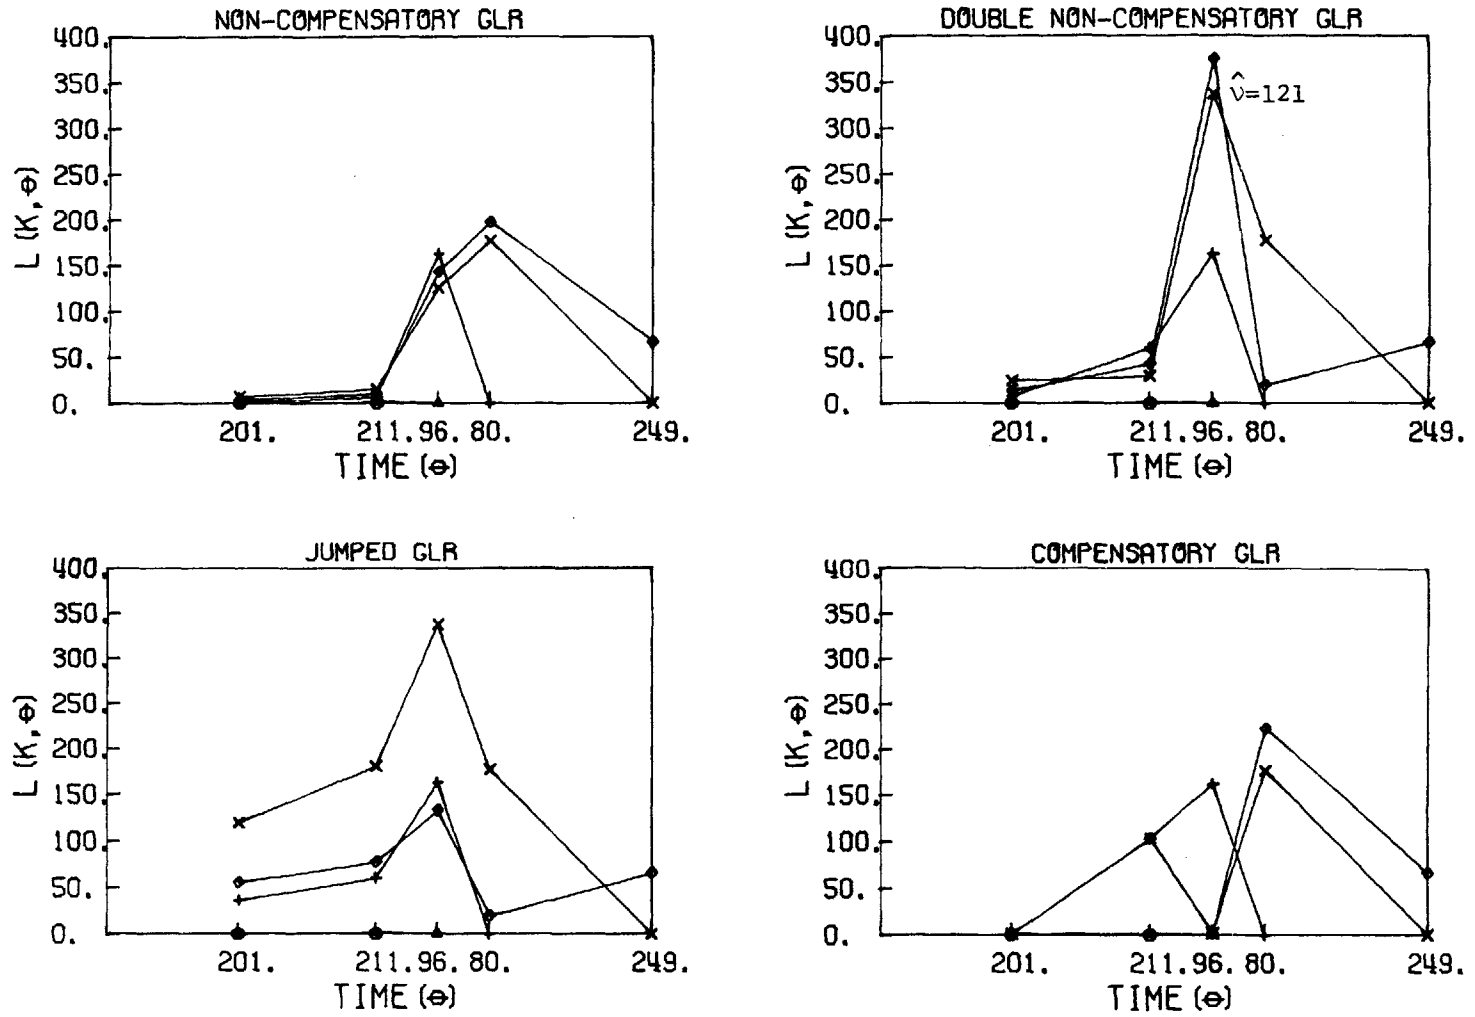 NON-COMPENSATORY GLR
400.
350.
300.
250.
200.
150.
100.
50.
0.
L (K,Θ)
201. 211. 96. 80. 249.
TIME (Θ)
DOUBLE NON-COMPENSATORY GLR
400.
350.
300.
250.
200.
150.
100.
50.
0.
L (K,Θ)
ν̂=121
201. 211. 96. 80. 249.
TIME (Θ)
JUMPED GLR
400.
350.
300.
250.
200.
150.
100.
50.
0.
L (K,Θ)
201. 211. 96. 80. 249.
TIME (Θ)
COMPENSATORY GLR
400.
350.
300.
250.
200.
150.
100.
50.
0.
L (K,Θ)
201. 211. 96. 80. 249.
TIME (Θ)